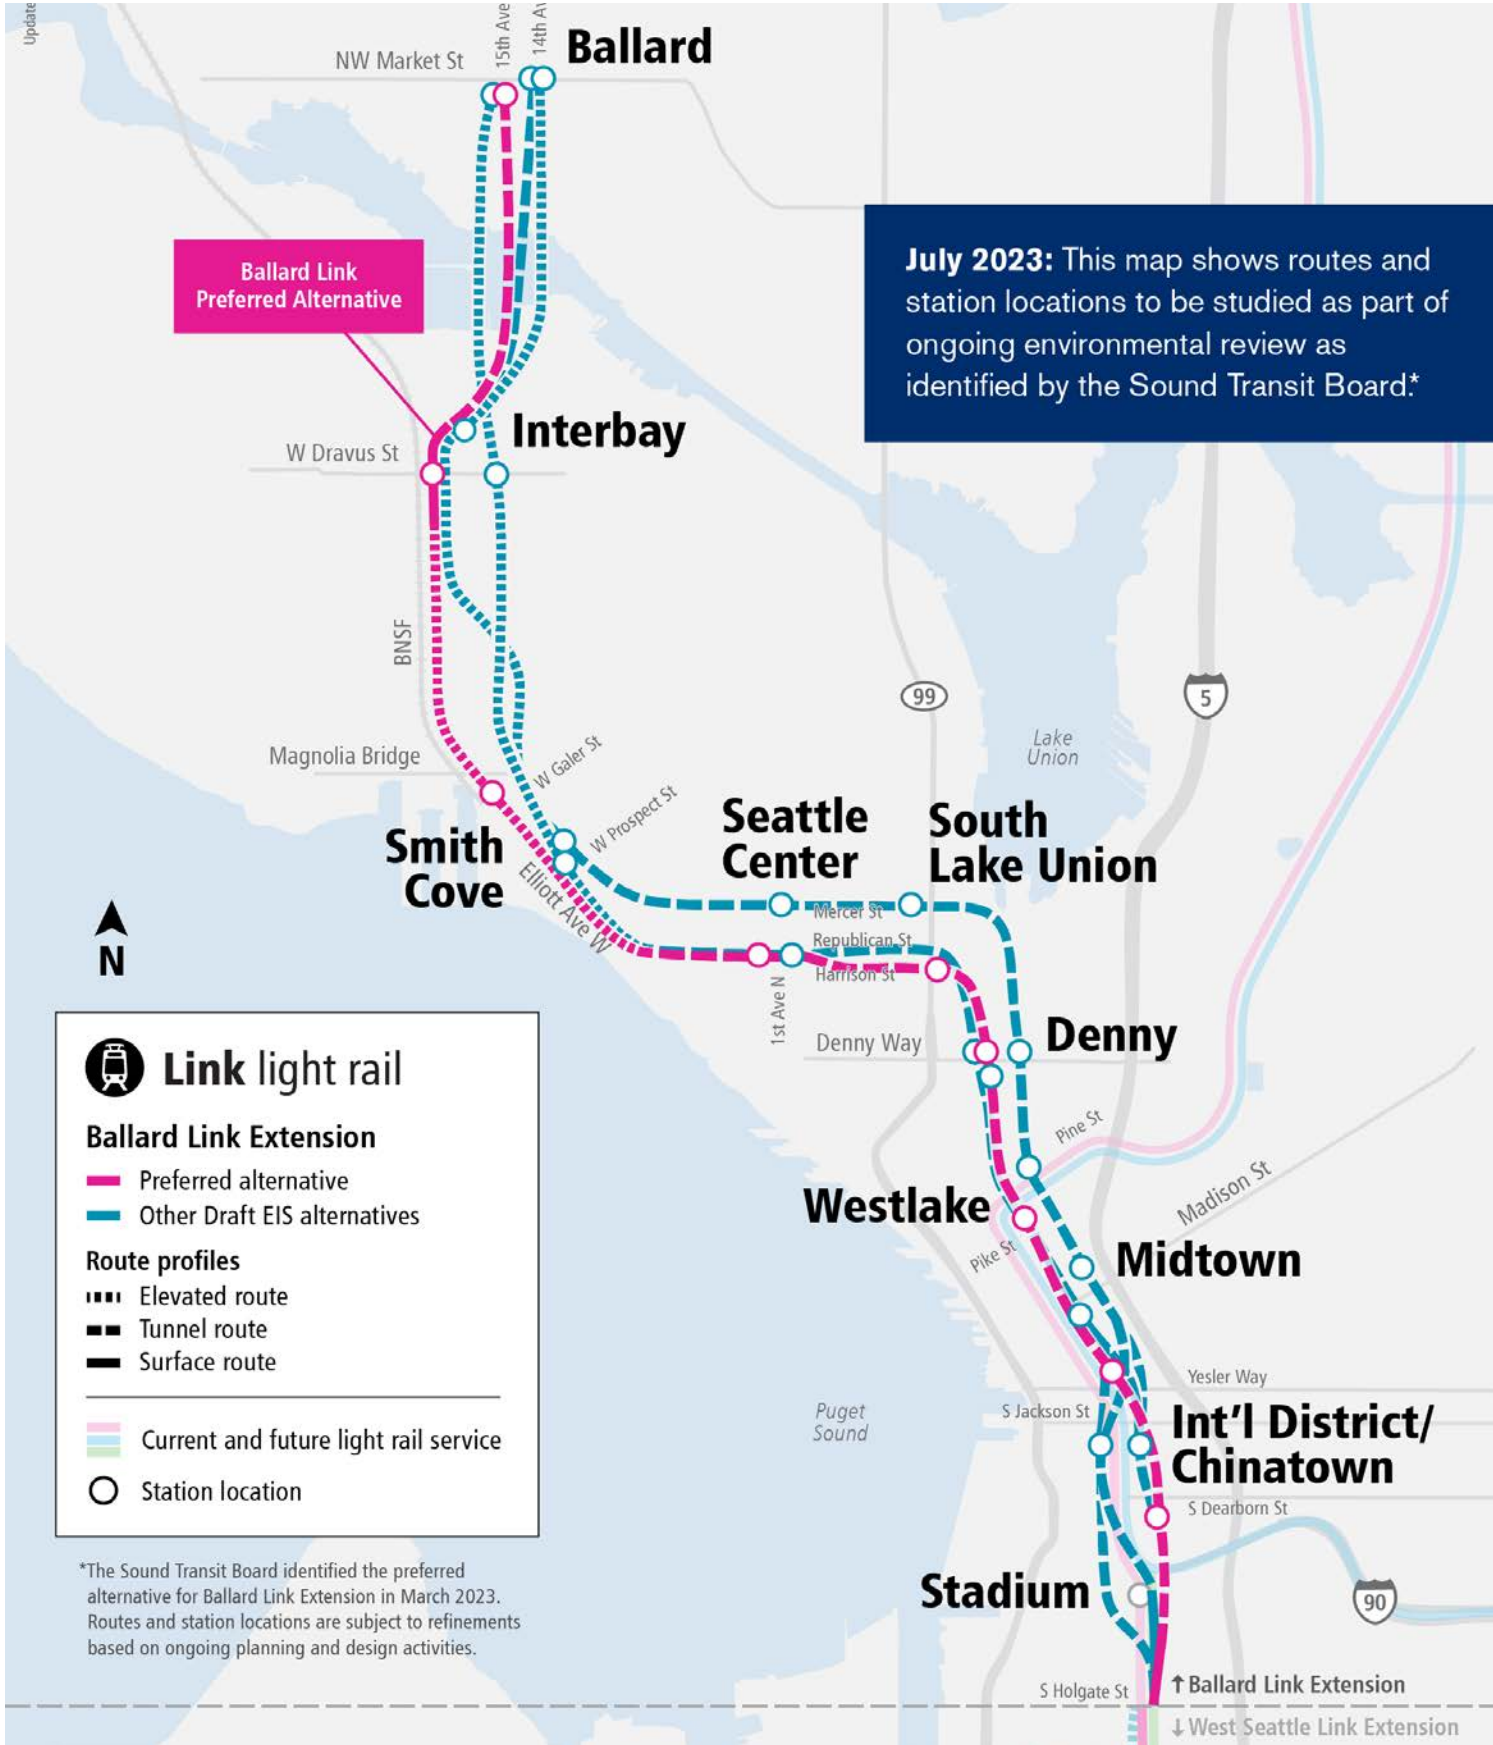 Update
15th Ave
14th Av
NW Market St
Ballard
Ballard Link
Preferred Alternative
July 2023: This map shows routes and
station locations to be studied as part of
ongoing environmental review as
identified by the Sound Transit Board.*
Interbay
W Dravus St
BNSF
99
5
Lake
Union
Magnolia Bridge
W Galer St
W Prospect St
Smith
Cove
Elliott Ave W
Seattle
Center
South
Lake Union
Mercer St
Republican St
Harrison St
1st Ave N
Denny Way
Denny
N
Pine St
Madison St
Westlake
Pike St
Midtown
Yesler Way
Puget
Sound
S Jackson St
Int'l District/
Chinatown
S Dearborn St
Stadium
90
S Holgate St
↑Ballard Link Extension
↓West Seattle Link Extension
Link light rail
Ballard Link Extension
Preferred alternative
Other Draft EIS alternatives
Route profiles
Elevated route
Tunnel route
Surface route
Current and future light rail service
Station location
*The Sound Transit Board identified the preferred
alternative for Ballard Link Extension in March 2023.
Routes and station locations are subject to refinements
based on ongoing planning and design activities.